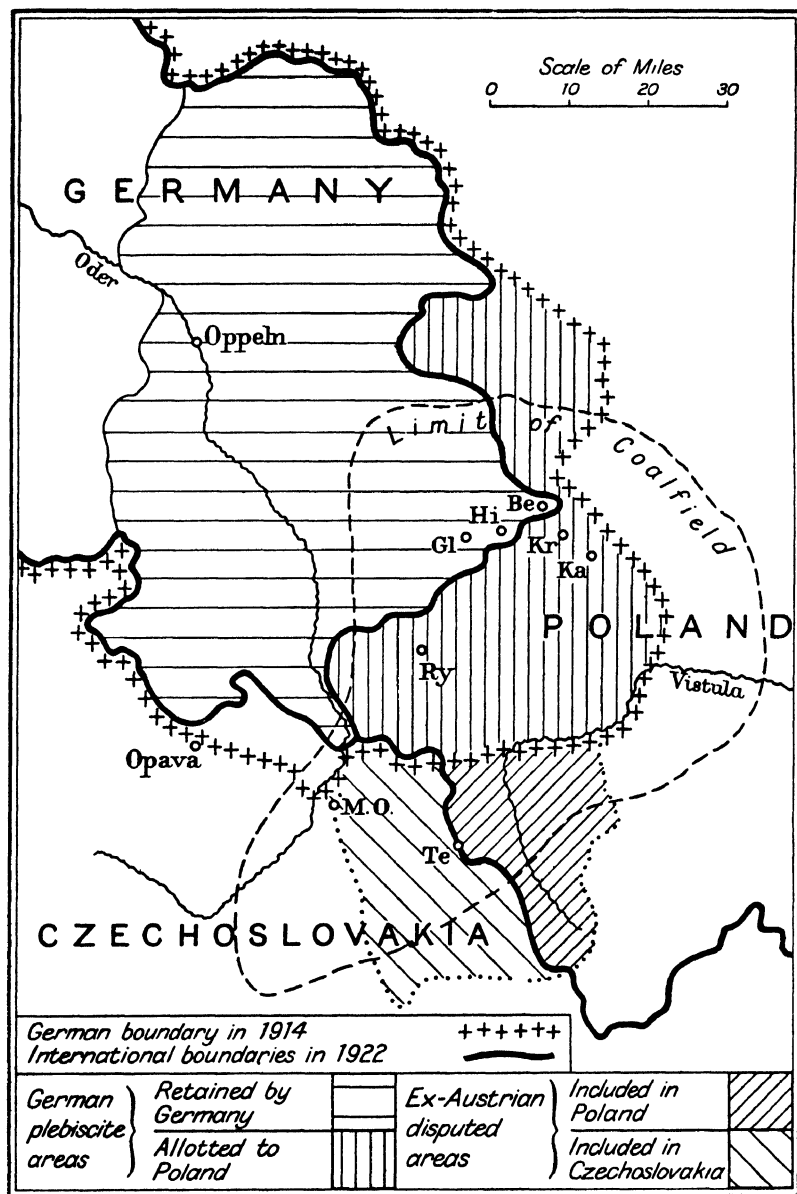 Scale of Miles
0 10 20 30
GERMANY
Oder
Oppeln
Limit of Coalfield
Be
Hi
Gl
Kr
Ka
POLAND
Ry
Vistula
Opava
M.O.
Te
CZECHOSLOVAKIA
German boundary in 1914
International boundaries in 1922
German plebiscite areas
Retained by Germany
Allotted to Poland
Ex-Austrian disputed areas
Included in Poland
Included in Czechoslovakia